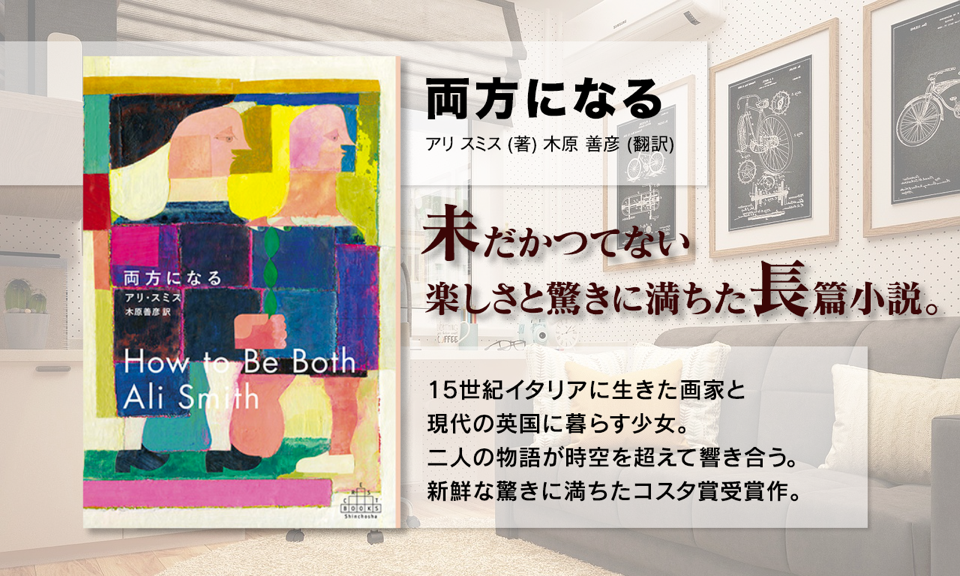 両方になる
アリ スミス (著) 木原 善彦 (翻訳)
未だかつてない
楽しさと驚きに満ちた長篇小説。
15世紀イタリアに生きた画家と
現代の英国に暮らす少女。
二人の物語が時空を超えて響き合う。
新鮮な驚きに満ちたコスタ賞受賞作。
両方になる
アリ・スミス
木原善彦 訳
How to Be Both
Ali Smith
CREST
BOOKS
Shinchosha